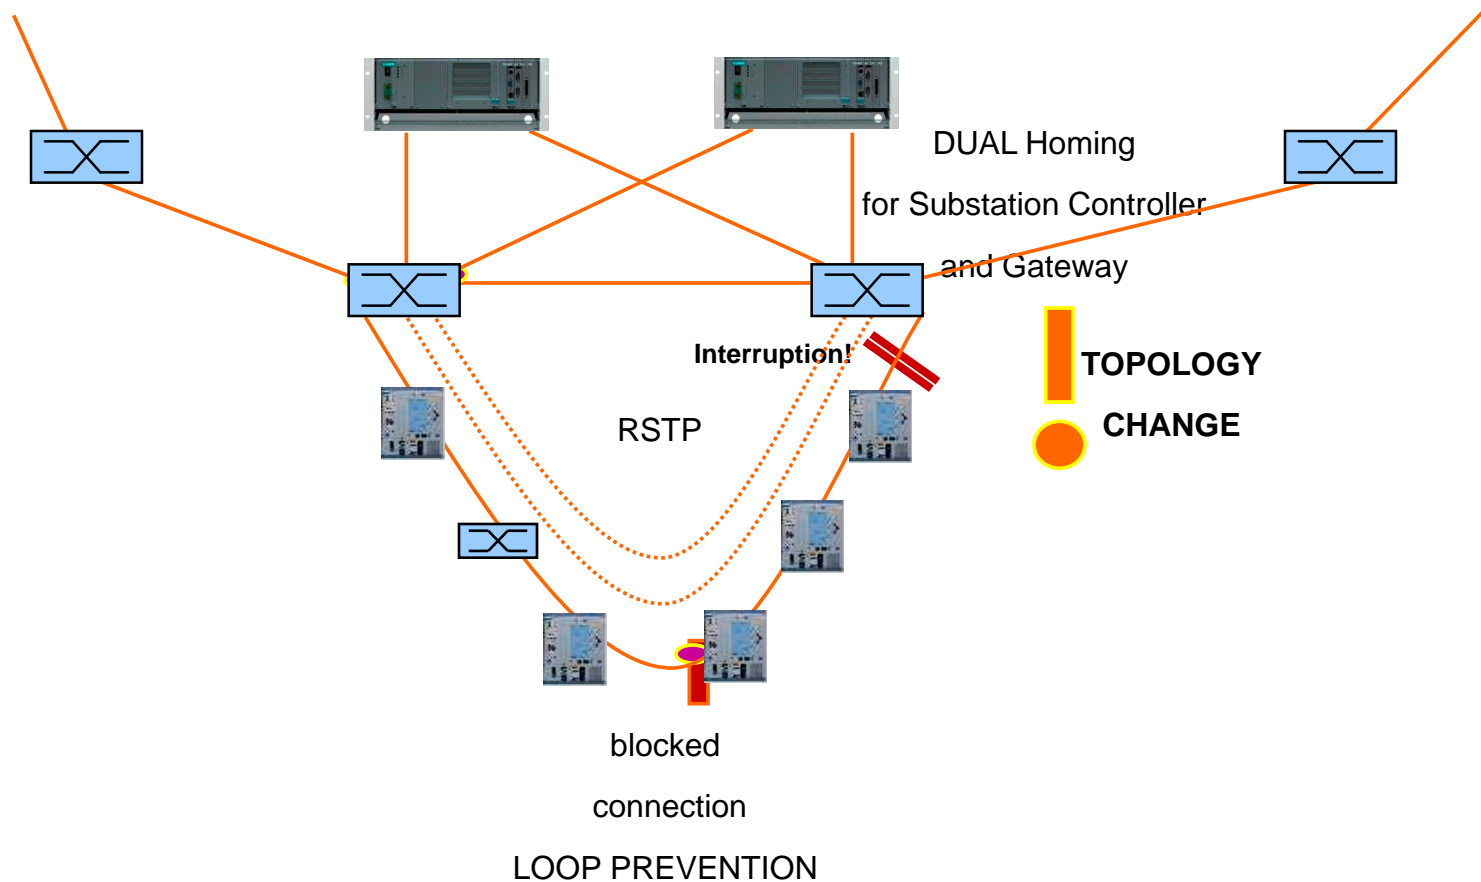 DUAL Homing
for Substation Controller
and Gateway
Interruption!
TOPOLOGY
CHANGE
RSTP
blocked
connection
LOOP PREVENTION